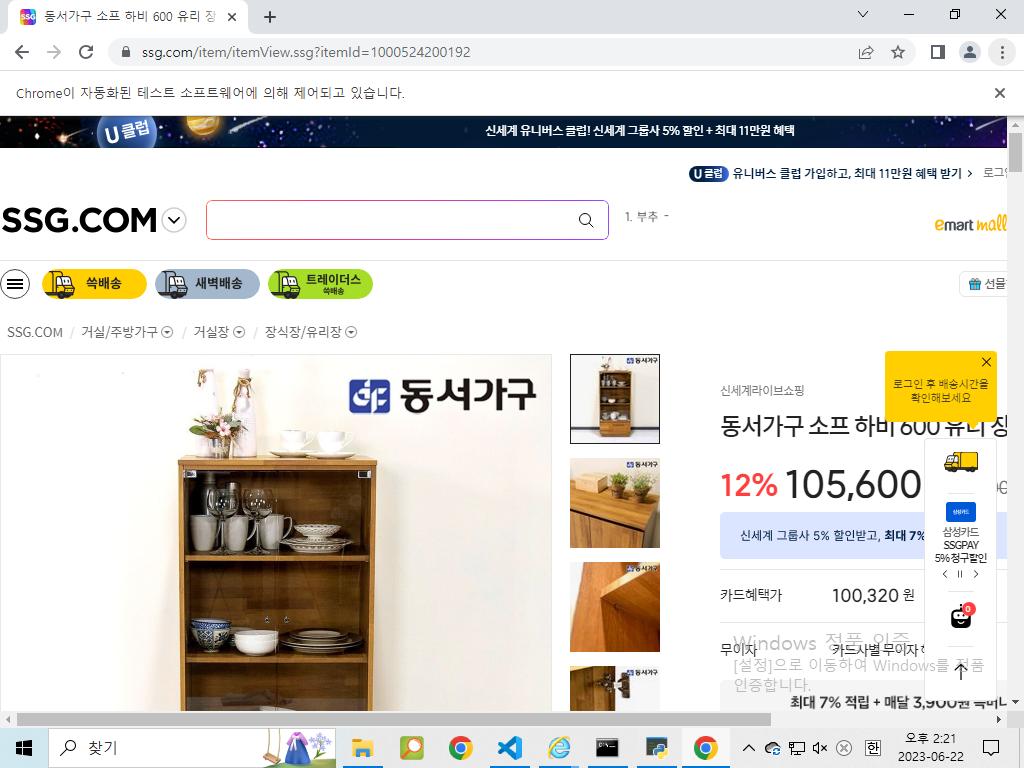 동서가구 소프 하비 600 유리 장
ssg.com/item/itemView.ssg?itemId=1000524200192
Chrome이 자동화된 테스트 소프트웨어에 의해 제어되고 있습니다.
U 클럽
신세계 유니버스 클럽! 신세계 그룹사 5% 할인 + 최대 11만원 혜택
U 클럽 유니버스 클럽 가입하고, 최대 11만원 혜택 받기 > 로그인
SSG.COM
1. 부추 -
emart mall
쓱배송
새벽배송
트레이더스
쓱배송
선물
SSG.COM / 거실/주방가구 / 거실장 / 장식장/유리장
동서가구
로그인 후 배송시간을
확인해보세요
신세계라이브쇼핑
동서가구 소프 하비 600 유리 장
12% 105,600
신세계 그룹사 5% 할인받고, 최대 7%
삼성카드
삼성카드
SSGPAY
5% 청구할인
카드혜택가 100,320 원
0
무이자 카드사별 무이자
Windows 정품 인증
[설정]으로 이동하여 Windows를 정품
인증합니다.
최대 7% 적립 + 매달 3,900원 쓱머니
찾기
한
오후 2:21
2023-06-22